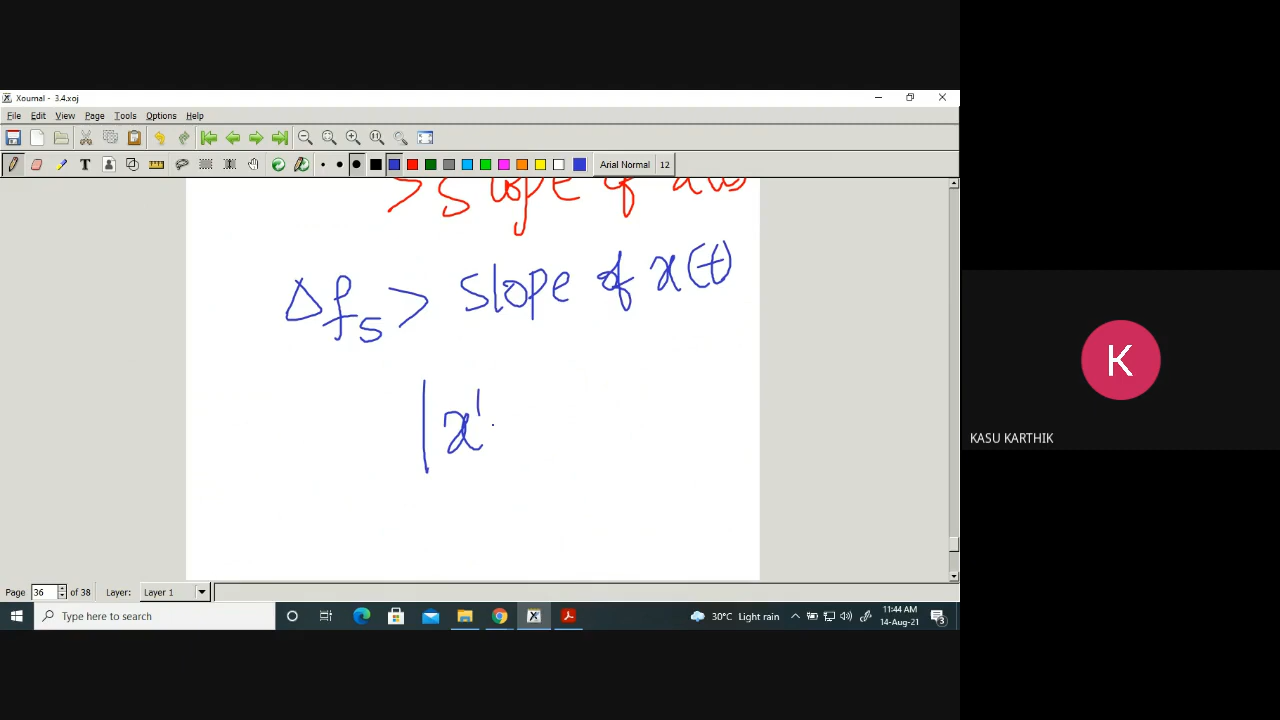 Xournal - 3.4.xoj
File Edit View Page Tools Options Help
Arial Normal 12
> slope of
Δfs > slope of x(t)
|x'
KASU KARTHIK
K
Page 36 of 38 Layer: Layer 1
Type here to search
30°C Light rain
11:44 AM
14-Aug-21
3